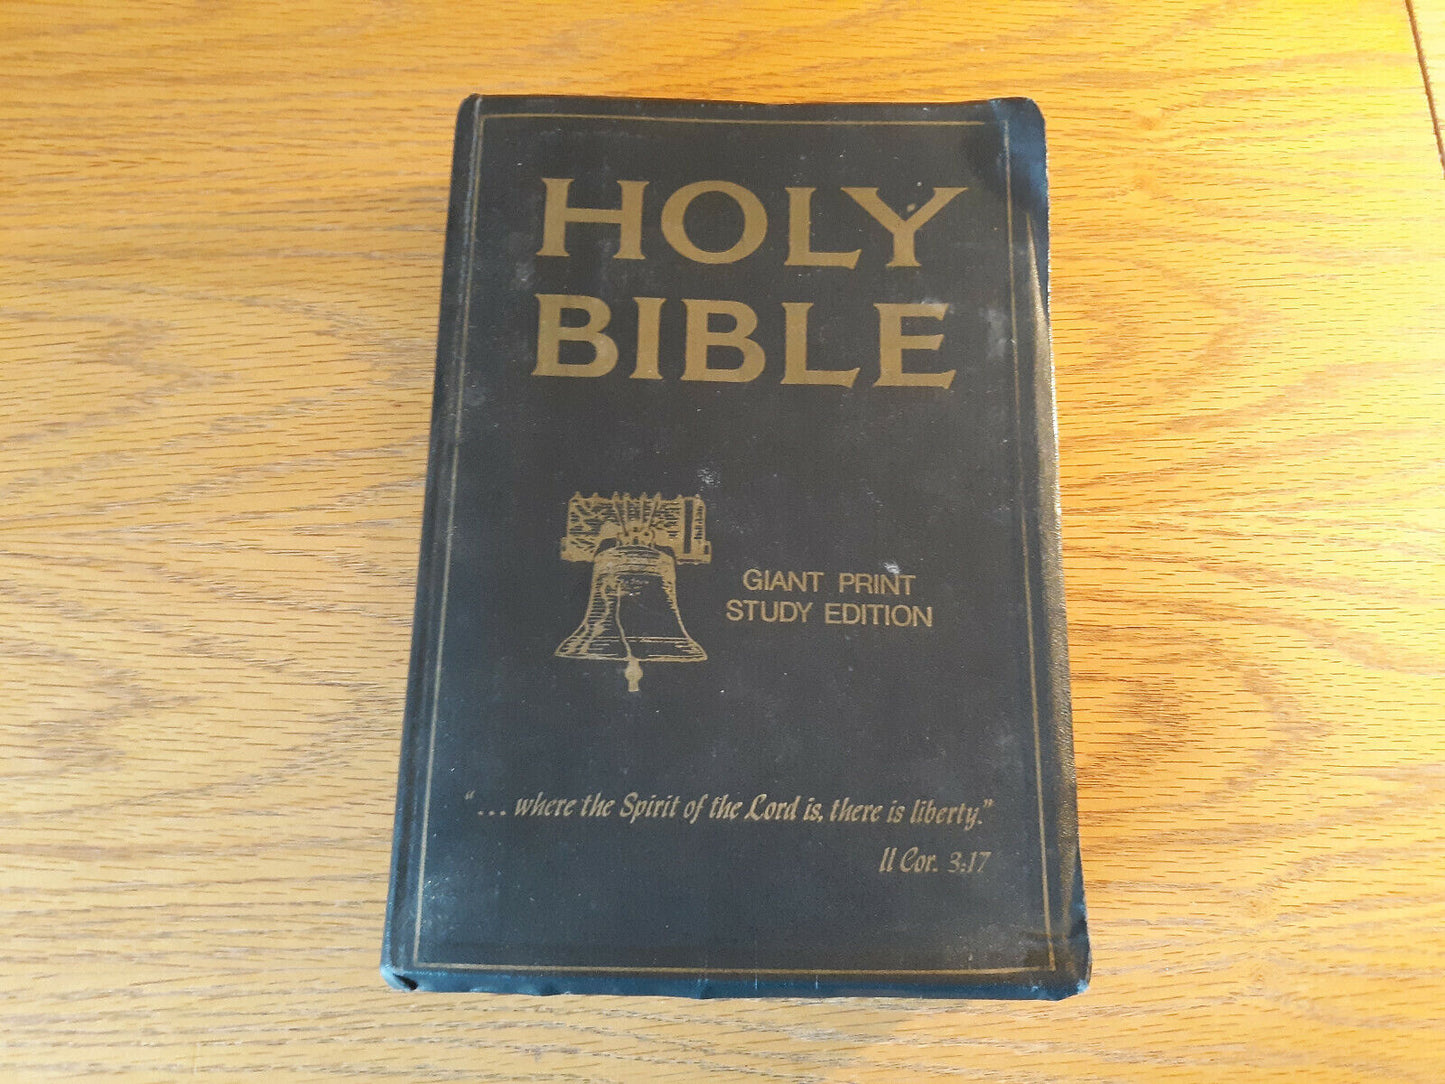 HOLY
BIBLE
GIANT PRINT
STUDY EDITION
“... where the Spirit of the Lord is, there is liberty.”
II Cor. 3:17